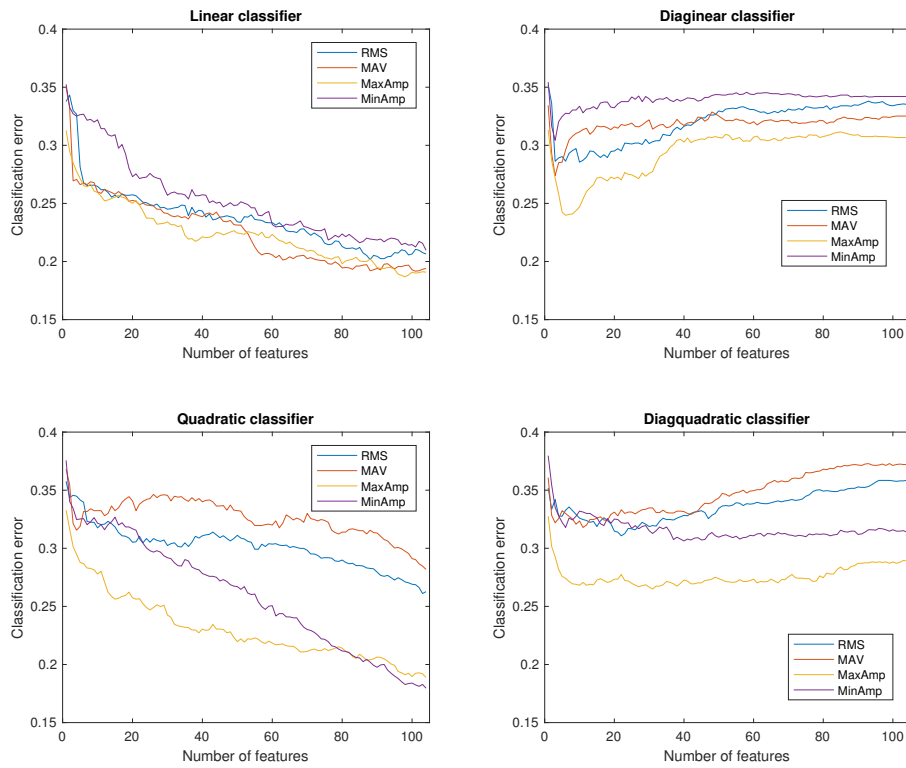 Linear classifier
0.4
0.35
0.3
0.25
0.2
0.15
Classification error
0 20 40 60 80 100
Number of features
RMS
MAV
MaxAmp
MinAmp
Diaginear classifier
0.4
0.35
0.3
0.25
0.2
0.15
Classification error
0 20 40 60 80 100
Number of features
RMS
MAV
MaxAmp
MinAmp
Quadratic classifier
0.4
0.35
0.3
0.25
0.2
0.15
Classification error
0 20 40 60 80 100
Number of features
RMS
MAV
MaxAmp
MinAmp
Diagquadratic classifier
0.4
0.35
0.3
0.25
0.2
0.15
Classification error
0 20 40 60 80 100
Number of features
RMS
MAV
MaxAmp
MinAmp